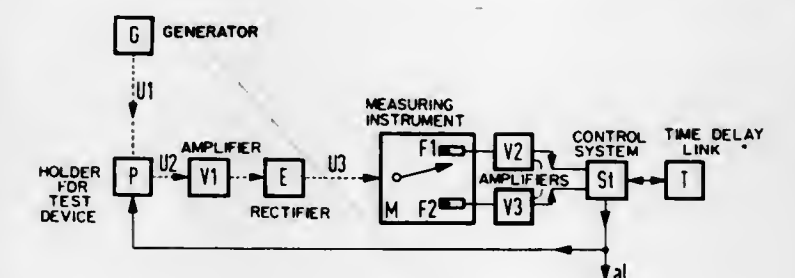 G GENERATOR
U1
MEASURING
INSTRUMENT
AMPLIFIER
HOLDER
FOR
TEST
DEVICE
P
U2
V1
E
RECTIFIER
U3
F1
M
F2
V2
AMPLIFIERS
V3
CONTROL
SYSTEM
St
TIME DELAY
LINK
T
al